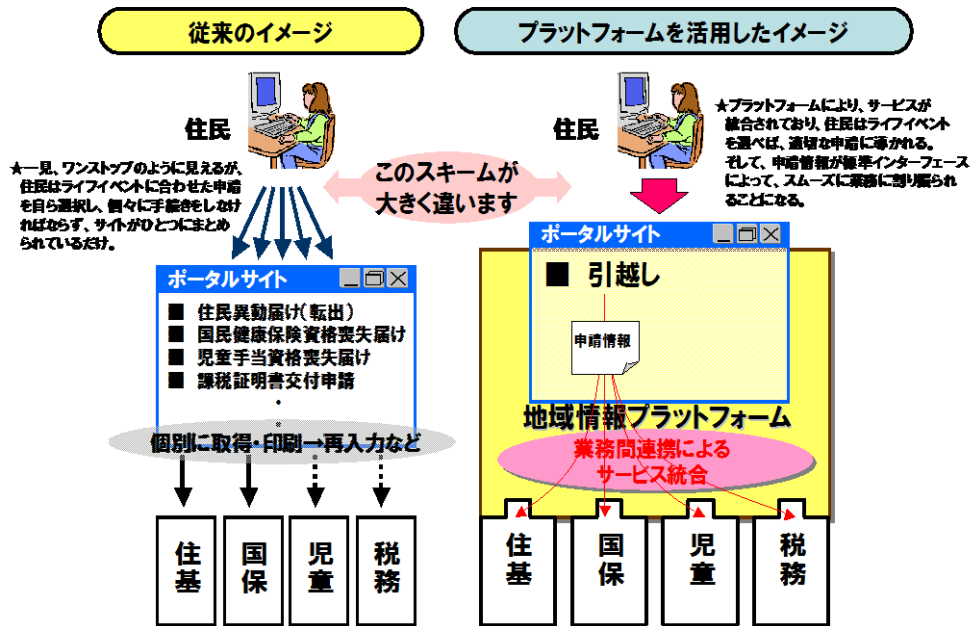 従来のイメージ
プラットフォームを活用したイメージ
住民
★一見、ワンストップのように見えるが、
住民はライフイベントに合わせた申請
を自ら選択し、個々に手続きをしなけ
ればならず、サイトがひとつにまとめ
られているだけ。
このスキームが
大きく違います
住民
★プラットフォームにより、サービスが
統合されており、住民はライフイベント
を選べば、適切な申請に導かれる。
そして、申請情報が標準インターフェース
によって、スムーズに業務に割り振られ
ることになる。
ポータルサイト
■ 住民異動届け（転出）
■ 国民健康保険資格喪失届け
■ 児童手当資格喪失届け
■ 課税証明書交付申請
・
個別に取得・印刷→再入力など
住基
国保
児童
税務
ポータルサイト
■ 引越し
申請情報
地域情報プラットフォーム
業務間連携による
サービス統合
住基
国保
児童
税務